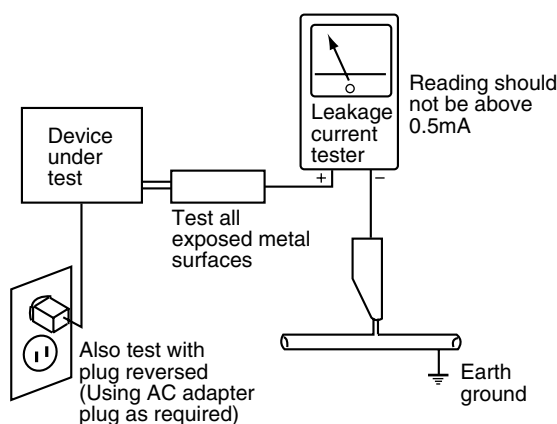 Device
under
test
Leakage
current
tester
Reading should
not be above
0.5mA
+
−
Test all
exposed metal
surfaces
Also test with
plug reversed
(Using AC adapter
plug as required)
Earth
ground